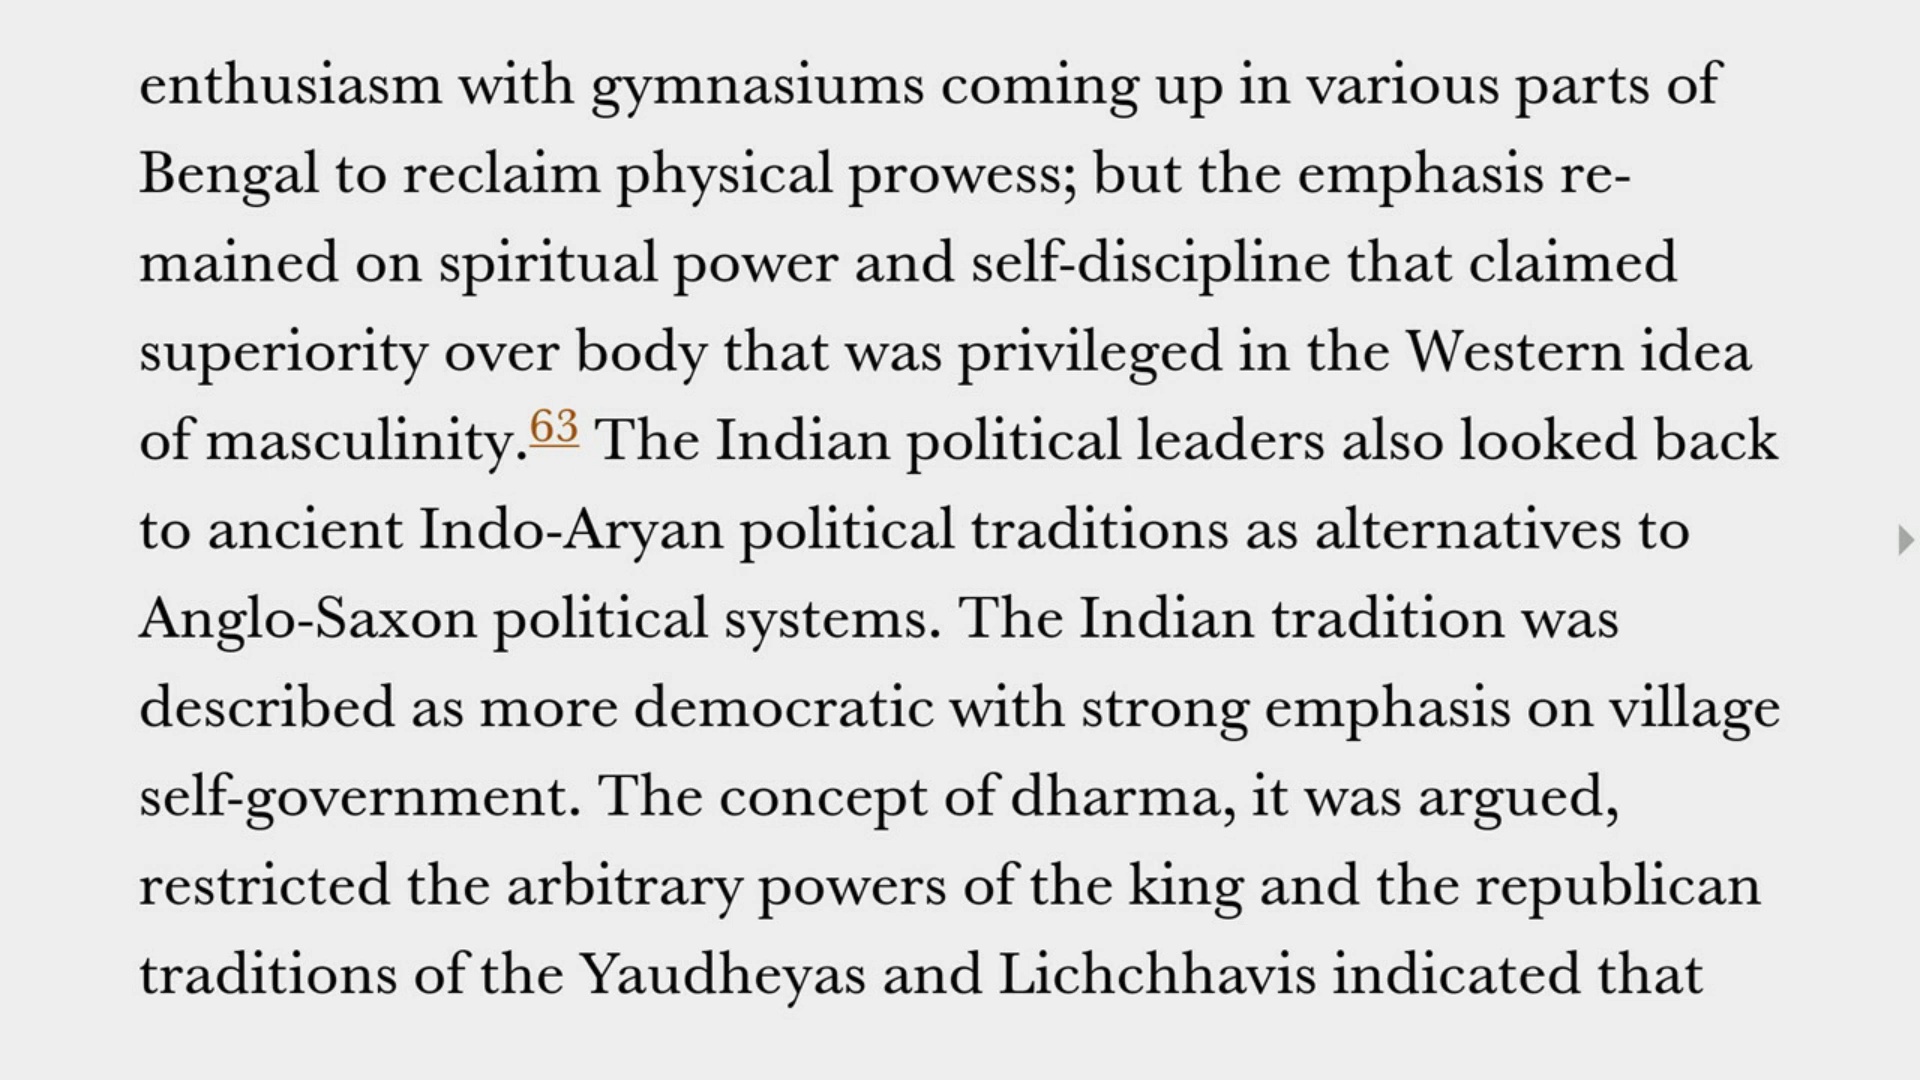 enthusiasm with gymnasiums coming up in various parts of
Bengal to reclaim physical prowess; but the emphasis re-
mained on spiritual power and self-discipline that claimed
superiority over body that was privileged in the Western idea
of masculinity.63 The Indian political leaders also looked back
to ancient Indo-Aryan political traditions as alternatives to
Anglo-Saxon political systems. The Indian tradition was
described as more democratic with strong emphasis on village
self-government. The concept of dharma, it was argued,
restricted the arbitrary powers of the king and the republican
traditions of the Yaudheyas and Lichchhavis indicated that